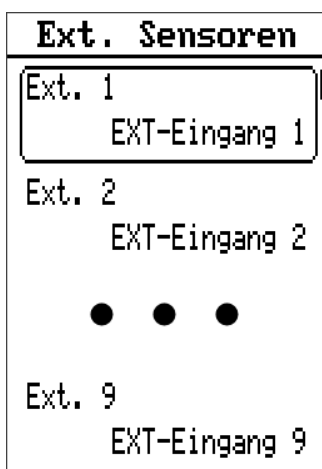 Ext. Sensoren
Ext. 1
EXT-Eingang 1
Ext. 2
EXT-Eingang 2
● ● ●
Ext. 9
EXT-Eingang 9